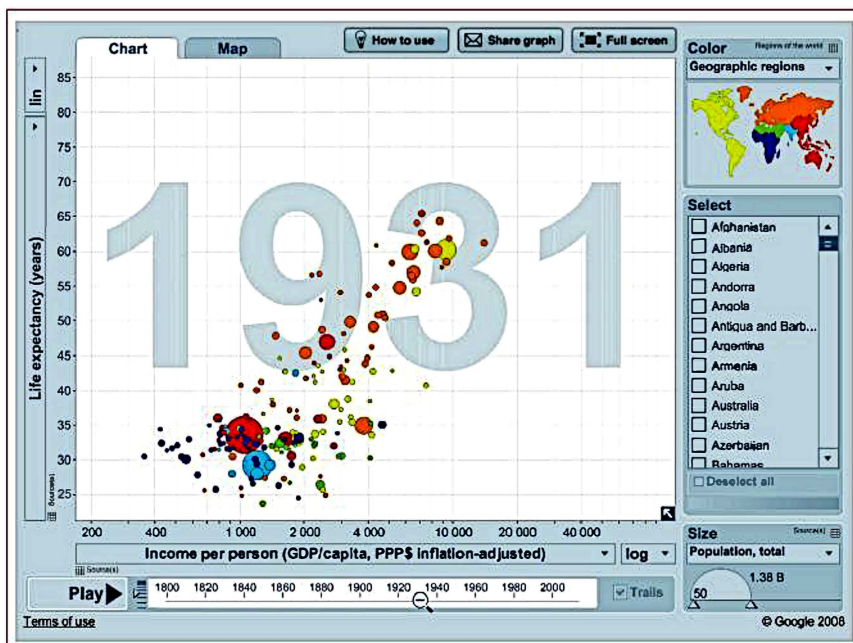 Chart
Map
How to use
Share graph
Full screen
Color
Regions of the world
Geographic regions
lin
Life expectancy (years)
85
80
75
70
65
60
55
50
45
40
35
30
25
1931
200
400
1 000
2 000
4 000
10 000
20 000
40 000
Income per person (GDP/capita, PPP$ inflation-adjusted)
log
Select
Afghanistan
Albania
Algeria
Andorra
Angola
Antiqua and Barb...
Argentina
Armenia
Aruba
Australia
Austria
Azerbaijan
Bahamas
Deselect all
Size
Source(s)
Population, total
1.38 B
50
Source(s)
Source(s)
Play
1800
1820
1840
1860
1880
1900
1920
1940
1960
1980
2000
Trails
Terms of use
© Google 2008